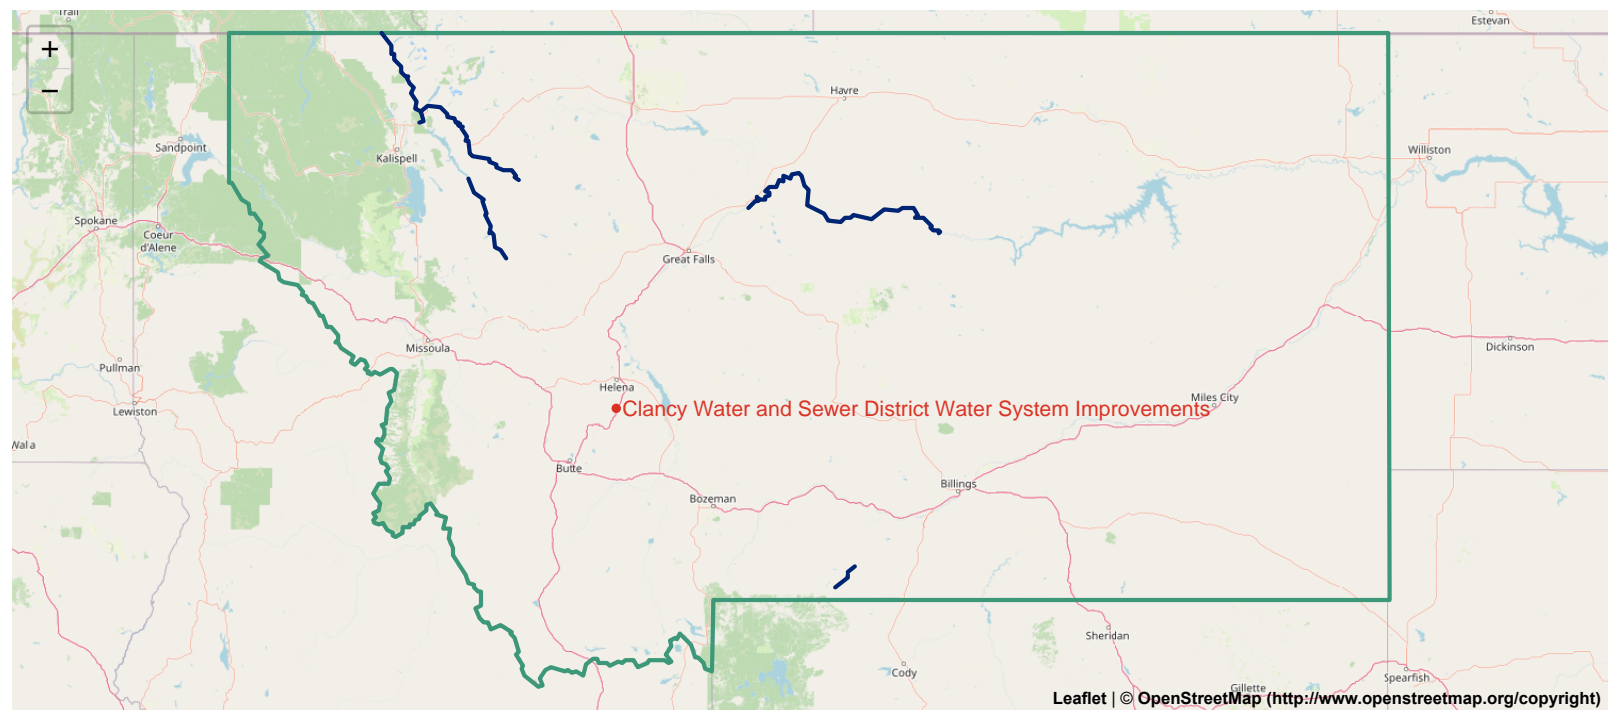 Trail
Estevan
+
−
Havre
Sandpoint
Kalispell
Williston
Spokane
Coeur
d'Alene
Great Falls
Missoula
Dickinson
Pullman
Helena
Miles City
Lewiston
Clancy Water and Sewer District Water System Improvements
Butte
Billings
Bozeman
Sheridan
Cody
Spearfish
Gillette
Leaflet | © OpenStreetMap (http://www.openstreetmap.org/copyright)